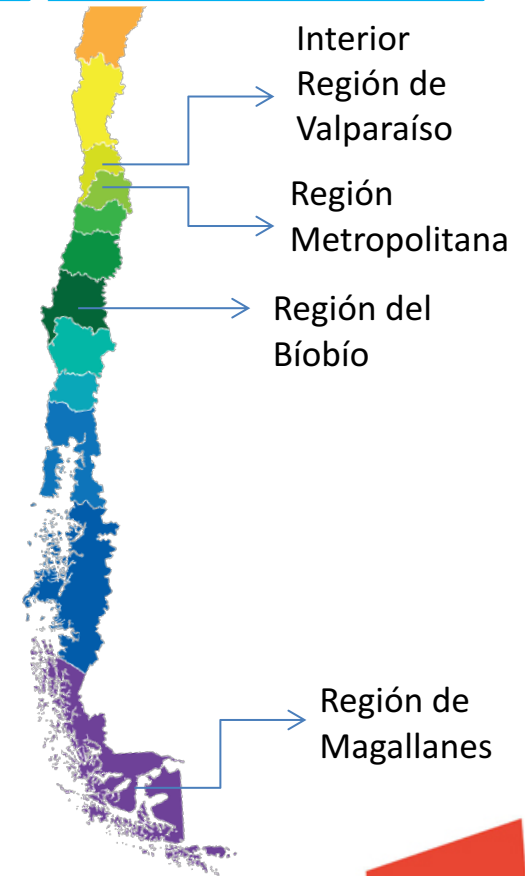 Interior
Región de
Valparaíso
Región
Metropolitana
Región del
Bíobío
Región de
Magallanes